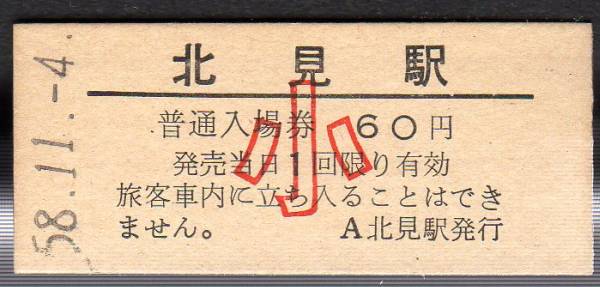 58.11.-4.
北見駅
小
普通入場券 60円
発売当日1回限り有効
旅客車内に立ち入ることはでき
ません。 A北見駅発行